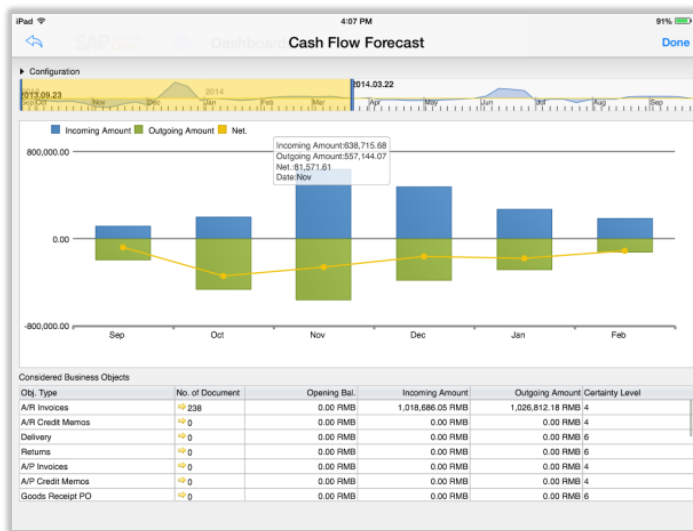 iPad 4:07 PM 91%
SAP Dashboard Cash Flow Forecast Done
Configuration
2013.09.23 2014 2014.03.22
Sep Oct Nov Dec Jan Feb Mar Apr May Jun Jul Aug Sep
Incoming Amount Outgoing Amount Net.
Incoming Amount:638,715.68
Outgoing Amount:557,144.07
Net.:81,571.61
Date:Nov
800,000.00
0.00
-800,000.00
Sep Oct Nov Dec Jan Feb
Considered Business Objects
Obj. Type No. of Document Opening Bal. Incoming Amount Outgoing Amount Certainty Level
A/R Invoices 238 0.00 RMB 1,018,686.05 RMB 1,026,812.18 RMB 4
A/R Credit Memos 0 0.00 RMB 0.00 RMB 0.00 RMB 4
Delivery 0 0.00 RMB 0.00 RMB 0.00 RMB 6
Returns 0 0.00 RMB 0.00 RMB 0.00 RMB 6
A/P Invoices 0 0.00 RMB 0.00 RMB 0.00 RMB 4
A/P Credit Memos 0 0.00 RMB 0.00 RMB 0.00 RMB 4
Goods Receipt PO 0 0.00 RMB 0.00 RMB 0.00 RMB 6